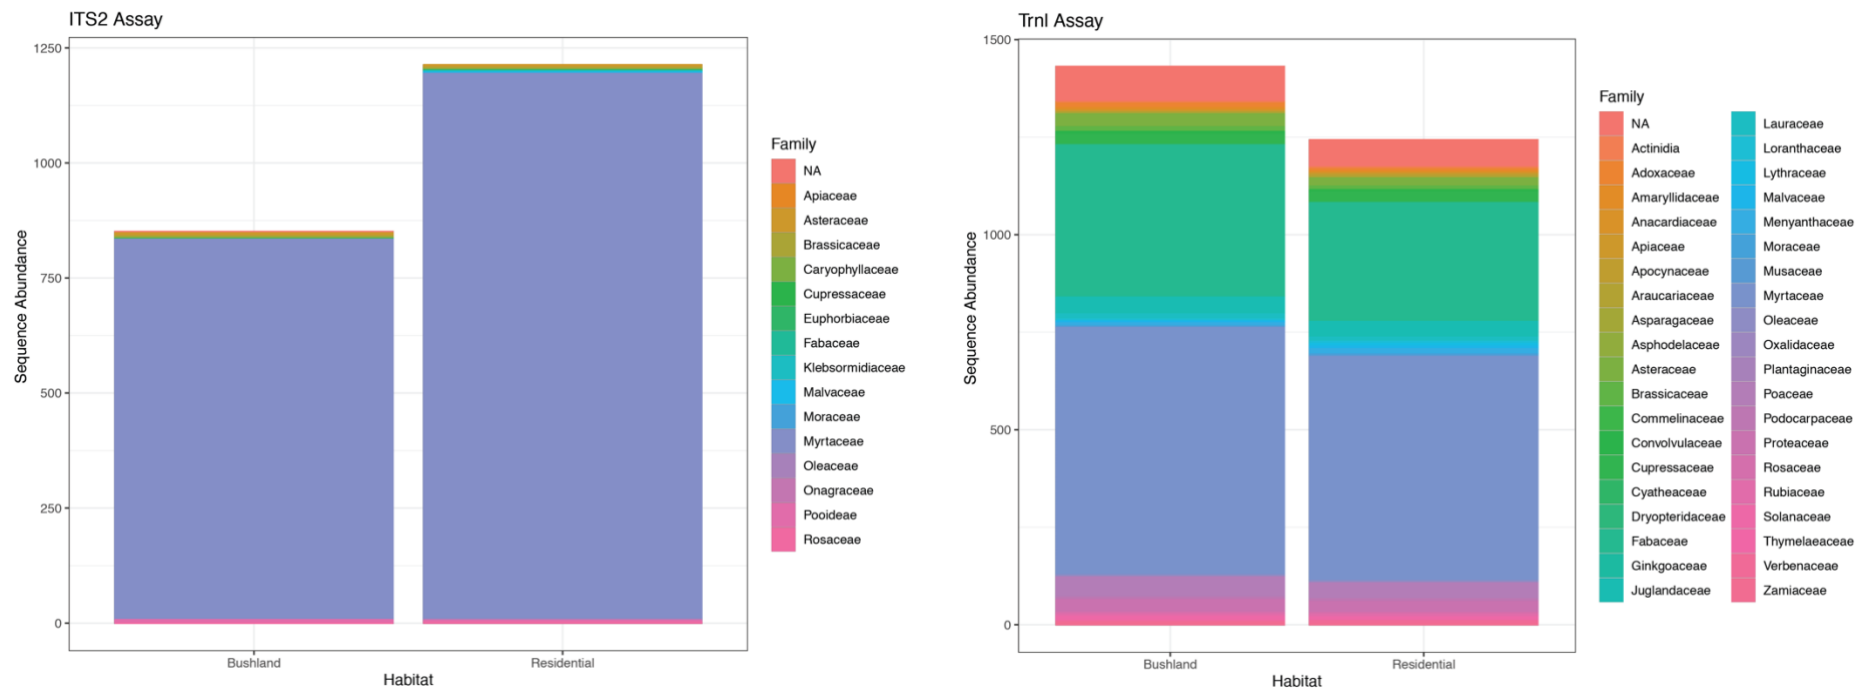 ITS2 Assay
1250
1000
750
500
250
0
Sequence Abundance
Bushland
Residential
Habitat
Family
NA
Apiaceae
Asteraceae
Brassicaceae
Caryophyllaceae
Cupressaceae
Euphorbiaceae
Fabaceae
Klebsormidiaceae
Malvaceae
Moraceae
Myrtaceae
Oleaceae
Onagraceae
Pooideae
Rosaceae
Trnl Assay
1500
1000
500
0
Sequence Abundance
Bushland
Residential
Habitat
Family
NA
Actinidia
Adoxaceae
Amaryllidaceae
Anacardiaceae
Apiaceae
Apocynaceae
Araucariaceae
Asparagaceae
Asphodelaceae
Asteraceae
Brassicaceae
Commelinaceae
Convolvulaceae
Cupressaceae
Cyatheaceae
Dryopteridaceae
Fabaceae
Ginkgoaceae
Juglandaceae
Lauraceae
Loranthaceae
Lythraceae
Malvaceae
Menyanthaceae
Moraceae
Musaceae
Myrtaceae
Oleaceae
Oxalidaceae
Plantaginaceae
Poaceae
Podocarpaceae
Proteaceae
Rosaceae
Rubiaceae
Solanaceae
Thymelaeaceae
Verbenaceae
Zamiaceae